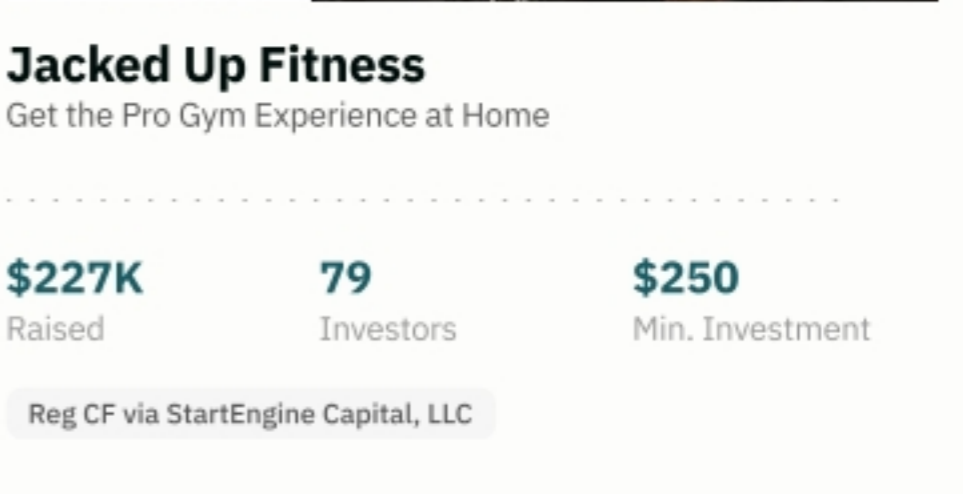 Jacked Up Fitness
Get the Pro Gym Experience at Home
$227K 79 $250
Raised Investors Min. Investment
Reg CF via StartEngine Capital, LLC